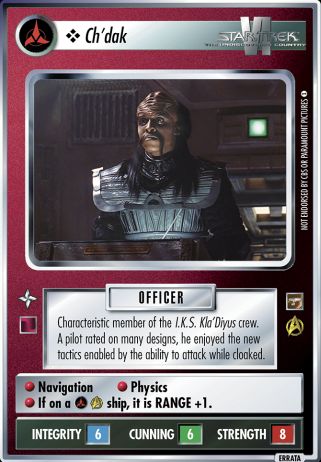 ❖ Ch'dak
STAR TREK VI
THE UNDISCOVERED COUNTRY
NOT ENDORSED BY CBS OR PARAMOUNT PICTURES
OFFICER
Characteristic member of the I.K.S. Kla'Diyus crew.
A pilot rated on many designs, he enjoyed the new
tactics enabled by the ability to attack while cloaked.
Navigation Physics
If on a ship, it is RANGE +1.
INTEGRITY 6 CUNNING 6 STRENGTH 8
ERRATA